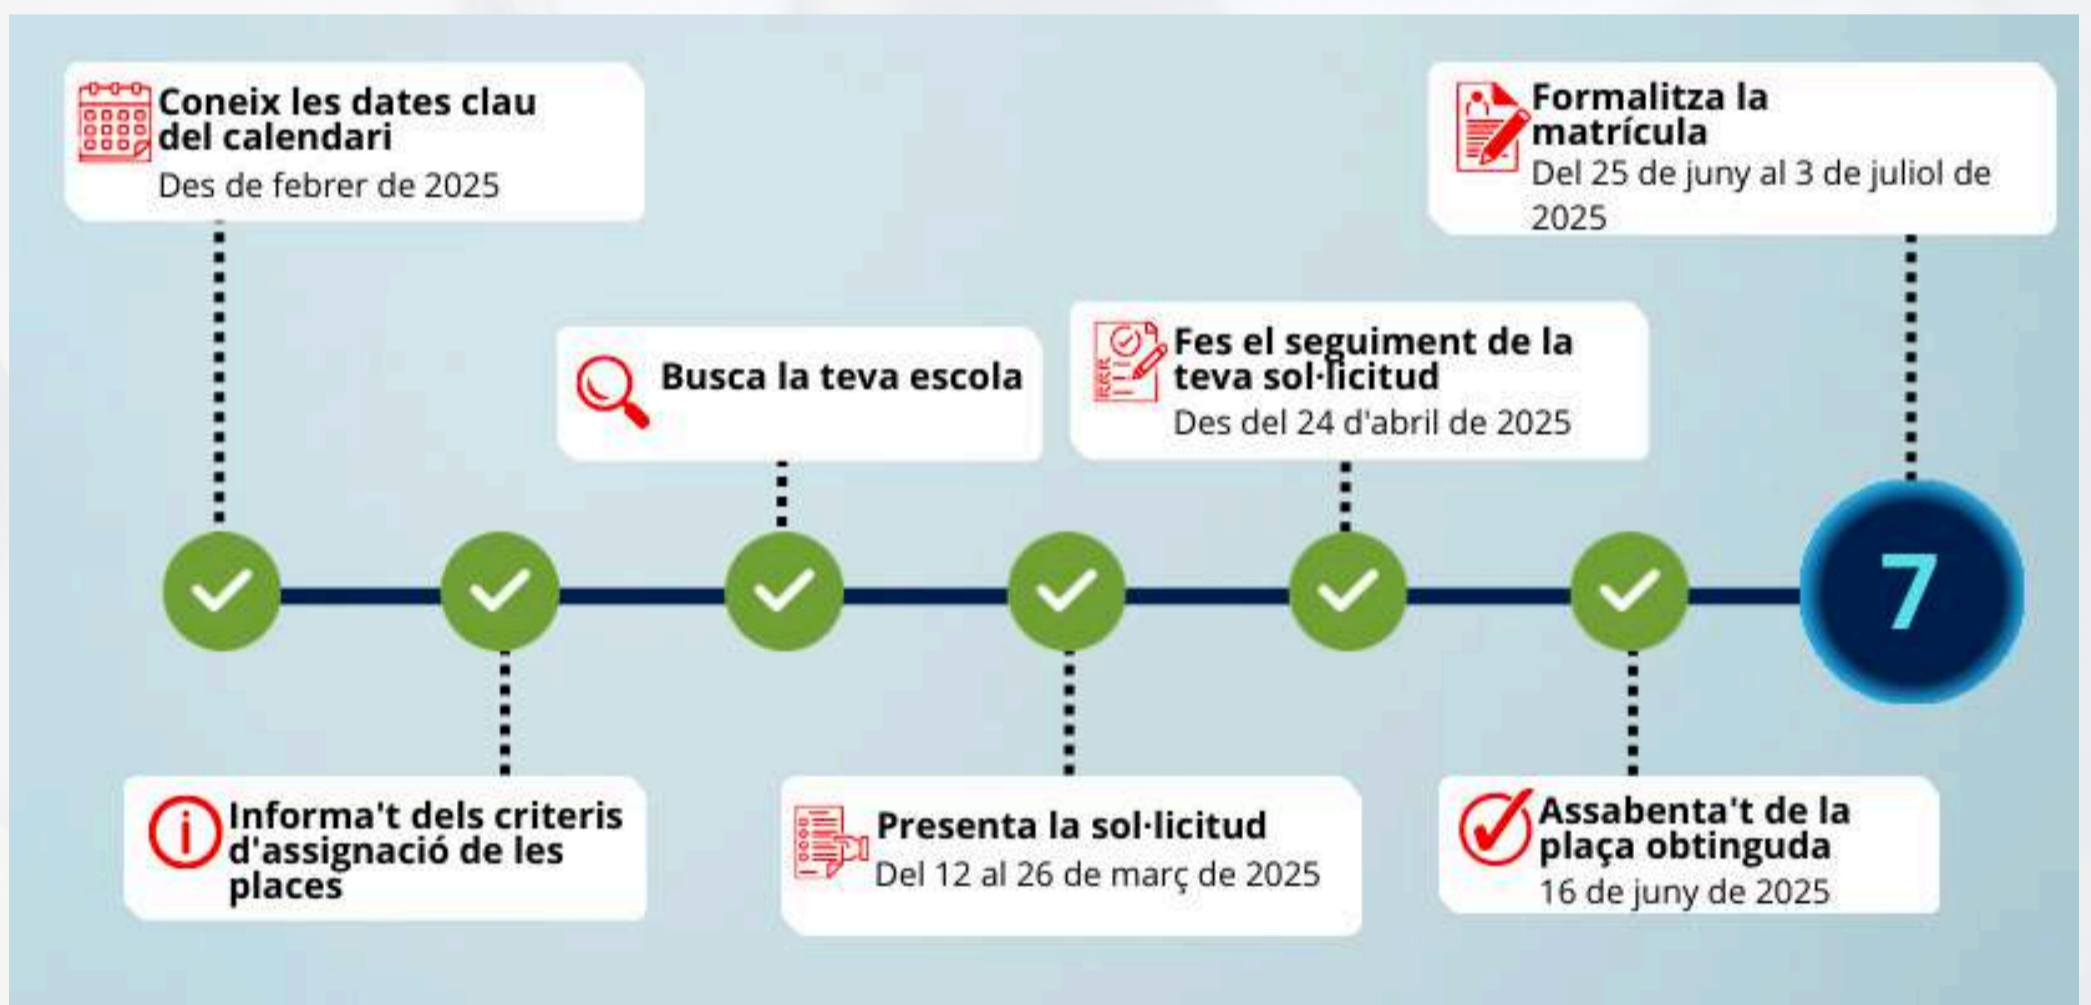 Coneix les dates clau
del calendari
Des de febrer de 2025
Informa't dels criteris
d'assignació de les
places
Busca la teva escola
Presenta la sol·licitud
Del 12 al 26 de març de 2025
Fes el seguiment de la
teva sol·licitud
Des del 24 d'abril de 2025
Assabenta't de la
plaça obtinguda
16 de juny de 2025
Formalitza la
matrícula
Del 25 de juny al 3 de juliol de
2025
7